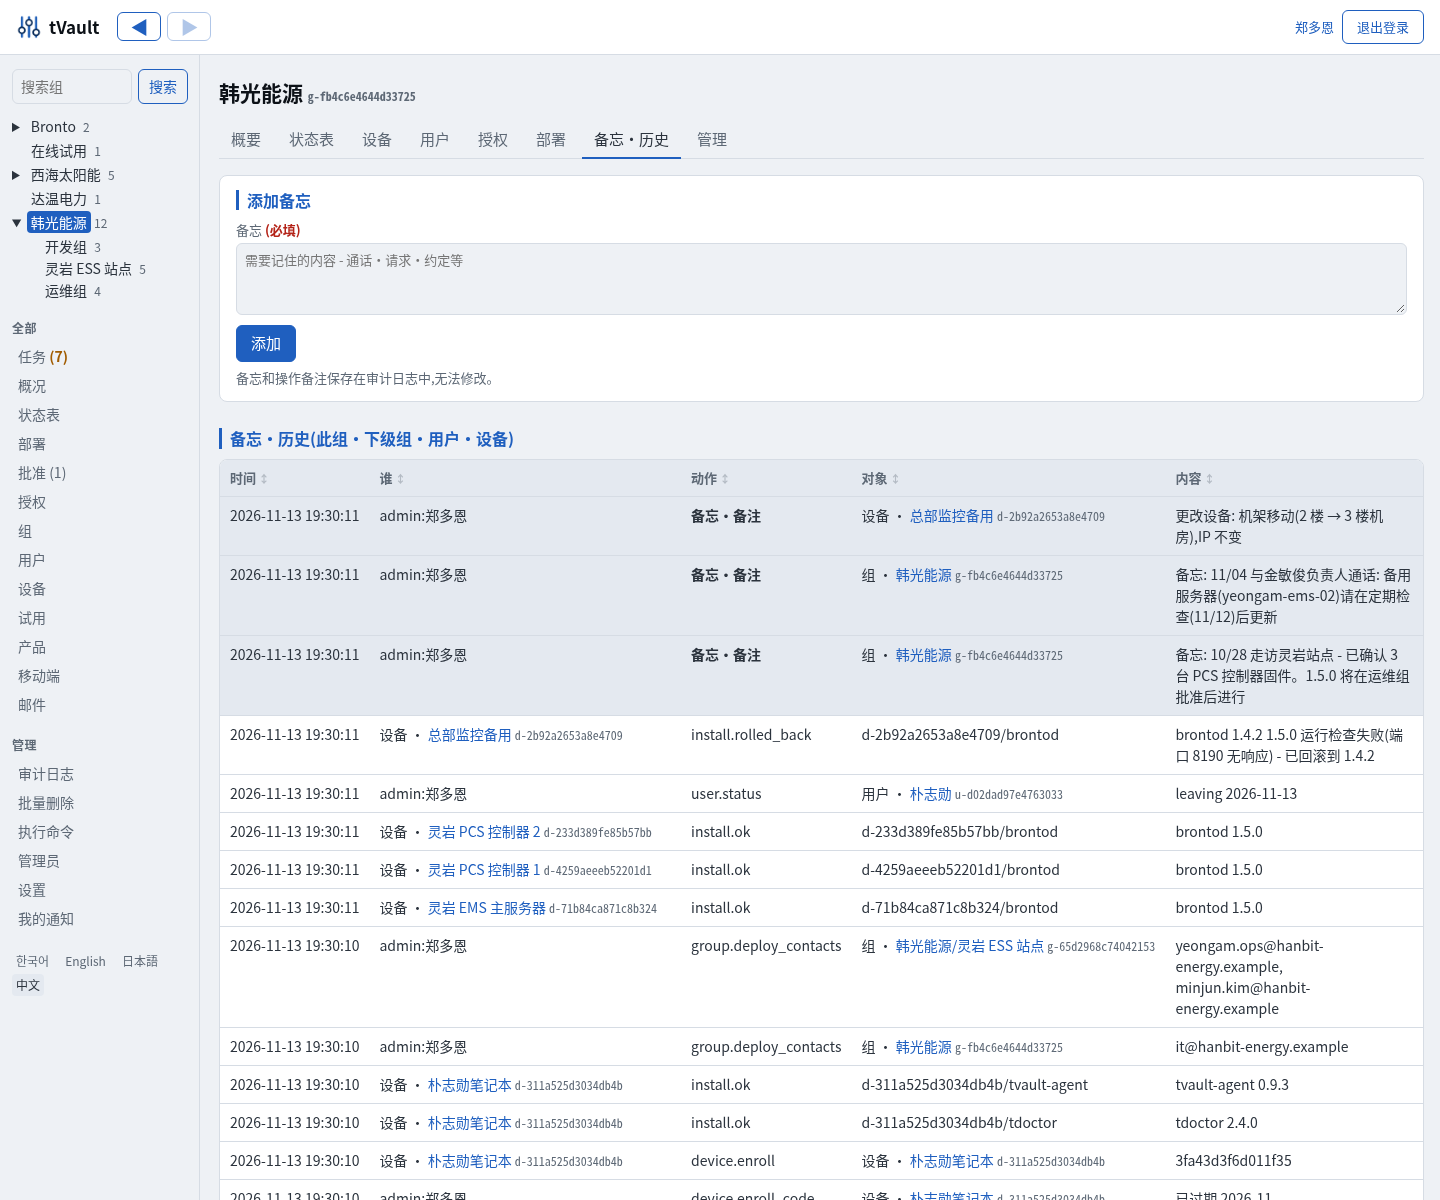 tVault ◀ ▶ 郑多恩 退出登录
搜索组 搜索
▶ Bronto 2
在线试用 1
▶ 西海太阳能 5
达温电力 1
▼ 韩光能源 12
开发组 3
灵岩 ESS 站点 5
运维组 4
全部
任务 (7)
概况
状态表
部署
批准 (1)
授权
组
用户
设备
试用
产品
移动端
邮件
管理
审计日志
批量删除
执行命令
管理员
设置
我的通知
한국어 English 日本語
中文
韩光能源 g-fb4c6e4644d33725
概要 状态表 设备 用户 授权 部署 备忘・历史 管理
添加备忘
备忘 (必填)
需要记住的内容 - 通话・请求・约定等
添加
备忘和操作备注保存在审计日志中,无法修改。
备忘・历史(此组・下级组・用户・设备)
时间 ↕ 谁 ↕ 动作 ↕ 对象 ↕ 内容 ↕
2026-11-13 19:30:11 admin:郑多恩 备忘・备注 设备 ・ 总部监控备用 d-2b92a2653a8e4709 更改设备: 机架移动(2 楼 → 3 楼机
房),IP 不变
2026-11-13 19:30:11 admin:郑多恩 备忘・备注 组 ・ 韩光能源 g-fb4c6e4644d33725 备忘: 11/04 与金敏俊负责人通话: 备用
服务器(yeongam-ems-02)请在定期检
查(11/12)后更新
2026-11-13 19:30:11 admin:郑多恩 备忘・备注 组 ・ 韩光能源 g-fb4c6e4644d33725 备忘: 10/28 走访灵岩站点 - 已确认 3
台 PCS 控制器固件。1.5.0 将在运维组
批准后进行
2026-11-13 19:30:11 设备 ・ 总部监控备用 d-2b92a2653a8e4709 install.rolled_back d-2b92a2653a8e4709/brontod brontod 1.4.2 1.5.0 运行检查失败(端
口 8190 无响应) - 已回滚到 1.4.2
2026-11-13 19:30:11 admin:郑多恩 user.status 用户 ・ 朴志勋 u-d02dad97e4763033 leaving 2026-11-13
2026-11-13 19:30:11 设备 ・ 灵岩 PCS 控制器 2 d-233d389fe85b57bb install.ok d-233d389fe85b57bb/brontod brontod 1.5.0
2026-11-13 19:30:11 设备 ・ 灵岩 PCS 控制器 1 d-4259aeeeb52201d1 install.ok d-4259aeeeb52201d1/brontod brontod 1.5.0
2026-11-13 19:30:11 设备 ・ 灵岩 EMS 主服务器 d-71b84ca871c8b324 install.ok d-71b84ca871c8b324/brontod brontod 1.5.0
2026-11-13 19:30:10 admin:郑多恩 group.deploy_contacts 组 ・ 韩光能源/灵岩 ESS 站点 g-65d2968c74042153 yeongam.ops@hanbit-
energy.example,
minjun.kim@hanbit-
energy.example
2026-11-13 19:30:10 admin:郑多恩 group.deploy_contacts 组 ・ 韩光能源 g-fb4c6e4644d33725 it@hanbit-energy.example
2026-11-13 19:30:10 设备 ・ 朴志勋笔记本 d-311a525d3034db4b install.ok d-311a525d3034db4b/tvault-agent tvault-agent 0.9.3
2026-11-13 19:30:10 设备 ・ 朴志勋笔记本 d-311a525d3034db4b install.ok d-311a525d3034db4b/tdoctor tdoctor 2.4.0
2026-11-13 19:30:10 设备 ・ 朴志勋笔记本 d-311a525d3034db4b device.enroll 设备 ・ 朴志勋笔记本 d-311a525d3034db4b 3fa43d3f6d011f35
2026-11-13 19:30:10 admin:郑多恩 device.enroll_code 设备 ・ 朴志勋笔记本 d-311a525d3034db4b 已过期 2026-11-